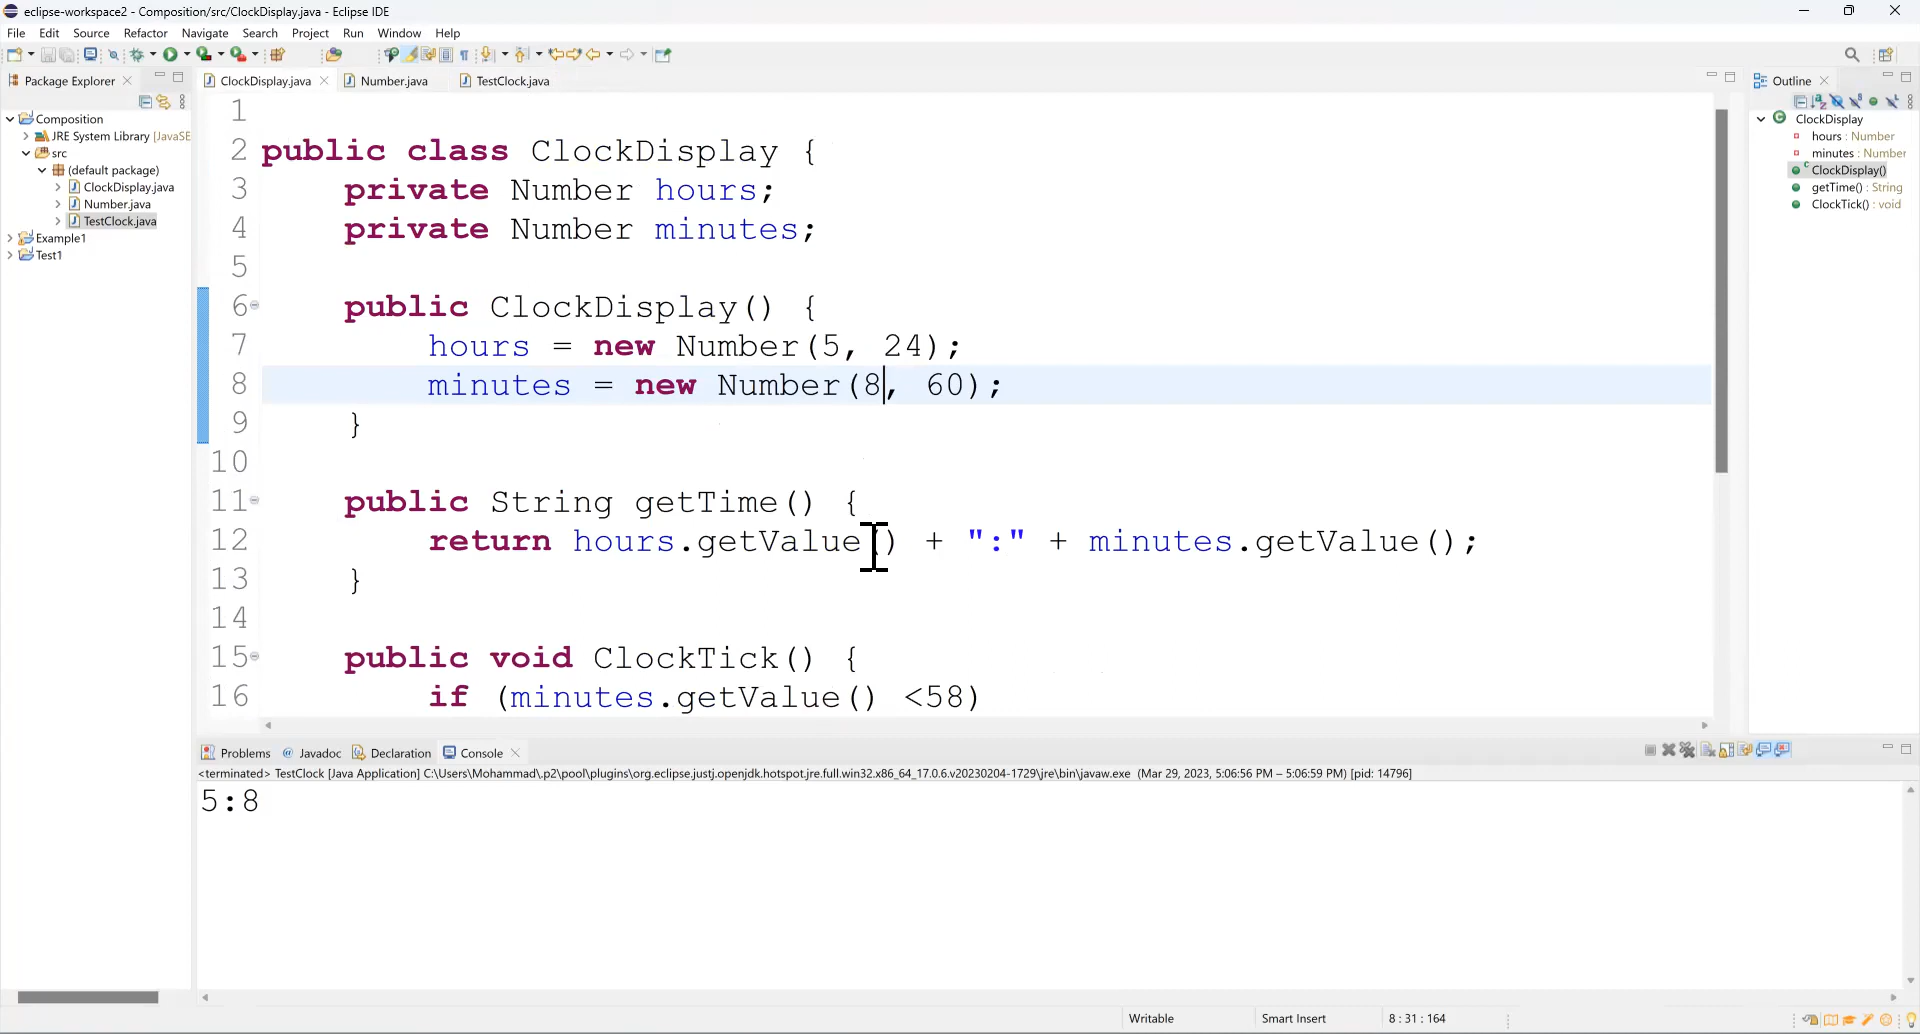 eclipse-workspace2 - Composition/src/ClockDisplay.java - Eclipse IDE
File Edit Source Refactor Navigate Search Project Run Window Help
Package Explorer
ClockDisplay.java Number.java TestClock.java
Outline
Composition
JRE System Library [JavaSE
src
(default package)
ClockDisplay.java
Number.java
TestClock.java
Example1
Test1
1
2 public class ClockDisplay {
3 private Number hours;
4 private Number minutes;
5
6 public ClockDisplay() {
7 hours = new Number(5, 24);
8 minutes = new Number(8, 60);
9 }
10
11 public String getTime() {
12 return hours.getValue() + ":" + minutes.getValue();
13 }
14
15 public void ClockTick() {
16 if (minutes.getValue() <58)
ClockDisplay
hours : Number
minutes : Number
ClockDisplay()
getTime() : String
ClockTick() : void
Problems @ Javadoc Declaration Console
<terminated> TestClock [Java Application] C:\Users\Mohammad\.p2\pool\plugins\org.eclipse.justj.openjdk.hotspot.jre.full.win32.x86_64_17.0.6.v20230204-1729\jre\bin\javaw.exe (Mar 29, 2023, 5:06:56 PM – 5:06:59 PM) [pid: 14796]
5:8
Writable Smart Insert 8 : 31 : 164